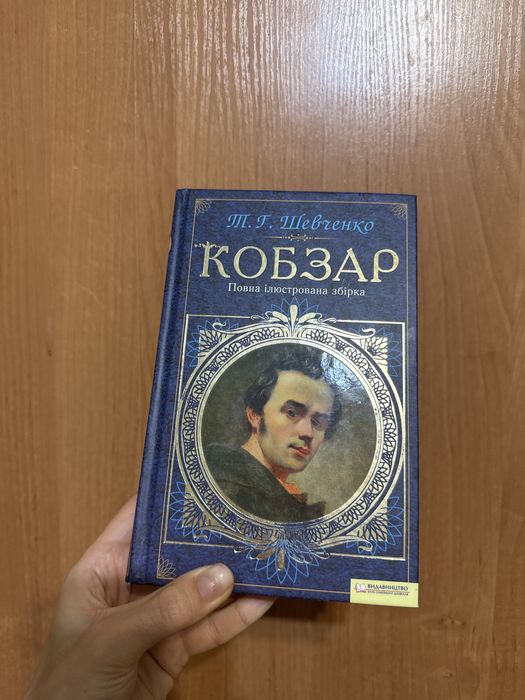 Т. Г. Шевченко
КОБЗАР
Повна ілюстрована збірка
ВИДАВНИЦТВО